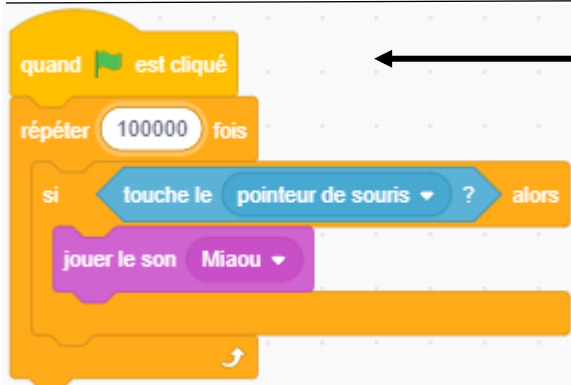 quand est cliqué
répéter 100000 fois
si touche le pointeur de souris ? alors
jouer le son Miaou